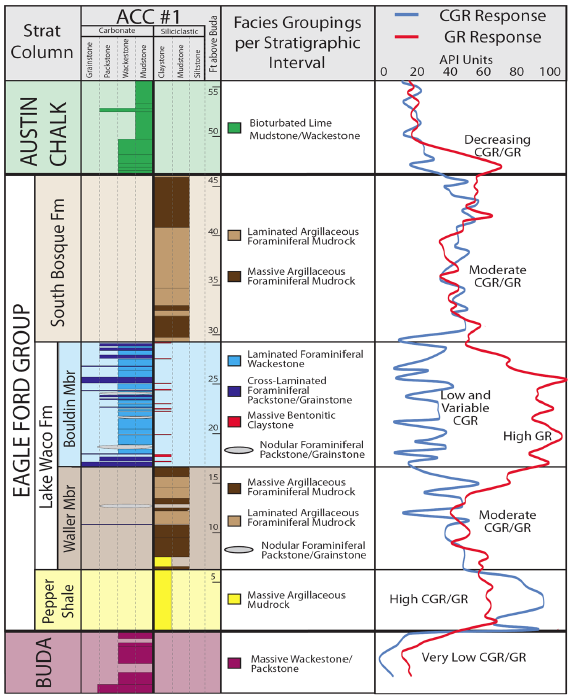 Strat
Column
ACC #1
Carbonate
Siliciclastic
Grainstone
Packstone
Wackestone
Mudstone
Claystone
Mudstone
Siltstone
Ft above Buda
Facies Groupings
per Stratigraphic
Interval
CGR Response
GR Response
API Units
0 20 40 60 80 100
AUSTIN
CHALK
55
50
Bioturbated Lime
Mudstone/Wackestone
Decreasing
CGR/GR
EAGLE FORD GROUP
South Bosque Fm
45
40
35
30
Laminated Argillaceous
Foraminiferal Mudrock
Massive Argillaceous
Foraminiferal Mudrock
Moderate
CGR/GR
Lake Waco Fm
Bouldin Mbr
25
20
Laminated Foraminiferal
Wackestone
Cross-Laminated
Foraminiferal
Packstone/Grainstone
Massive Bentonitic
Claystone
Nodular Foraminiferal
Packstone/Grainstone
Low and
Variable
CGR
High GR
Waller Mbr
15
10
Massive Argillaceous
Foraminiferal Mudrock
Laminated Argillaceous
Foraminiferal Mudrock
Nodular Foraminiferal
Packstone/Grainstone
Moderate
CGR/GR
Pepper
Shale
5
Massive Argillaceous
Mudrock
High CGR/GR
BUDA
Massive Wackestone/
Packstone
Very Low CGR/GR